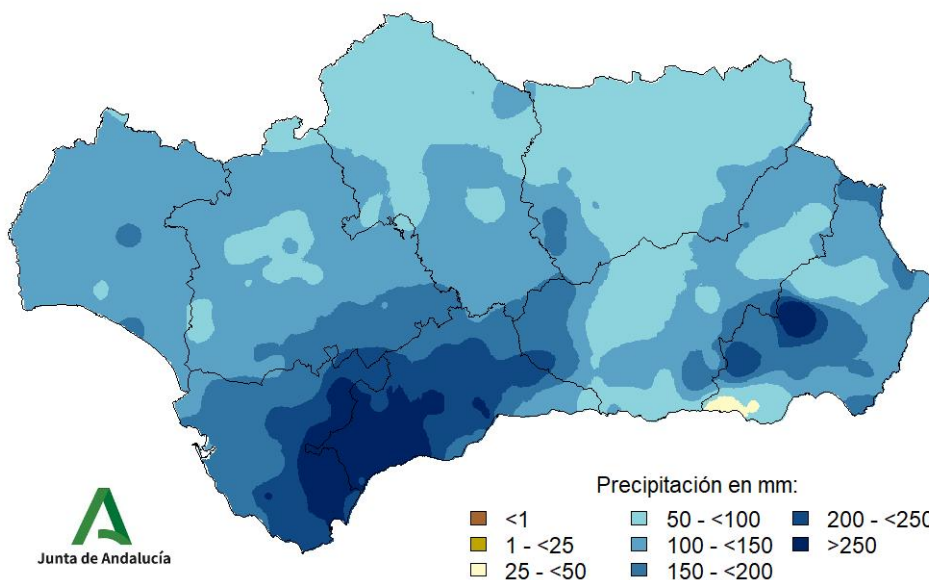 Precipitación en mm:
<1
50 - <100
200 - <250
1 - <25
100 - <150
>250
25 - <50
150 - <200
Junta de Andalucía